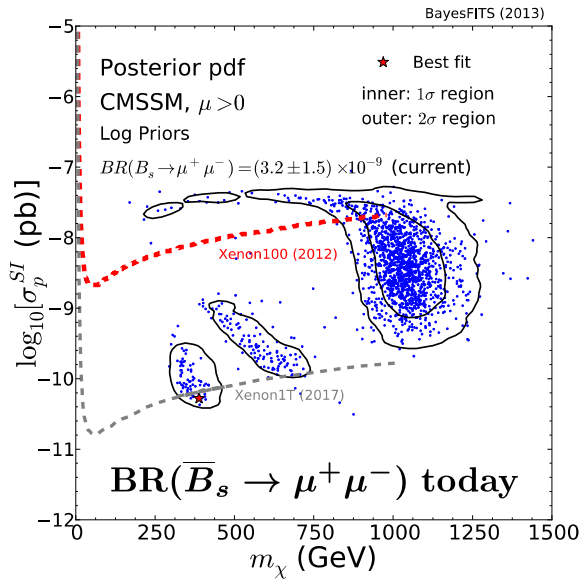 BayesFITS (2013)
Posterior pdf
CMSSM, μ > 0
Log Priors
BR(B_s→μ⁺ μ⁻) = (3.2 ± 1.5) ×10⁻⁹ (current)
Best fit
inner: 1σ region
outer: 2σ region
Xenon100 (2012)
Xenon1T (2017)
BR(B̅_s → μ⁺ μ⁻) today
log₁₀[σ_p^{SI} (pb)]
−5
−6
−7
−8
−9
−10
−11
−12
0 250 500 750 1000 1250 1500
m_χ (GeV)